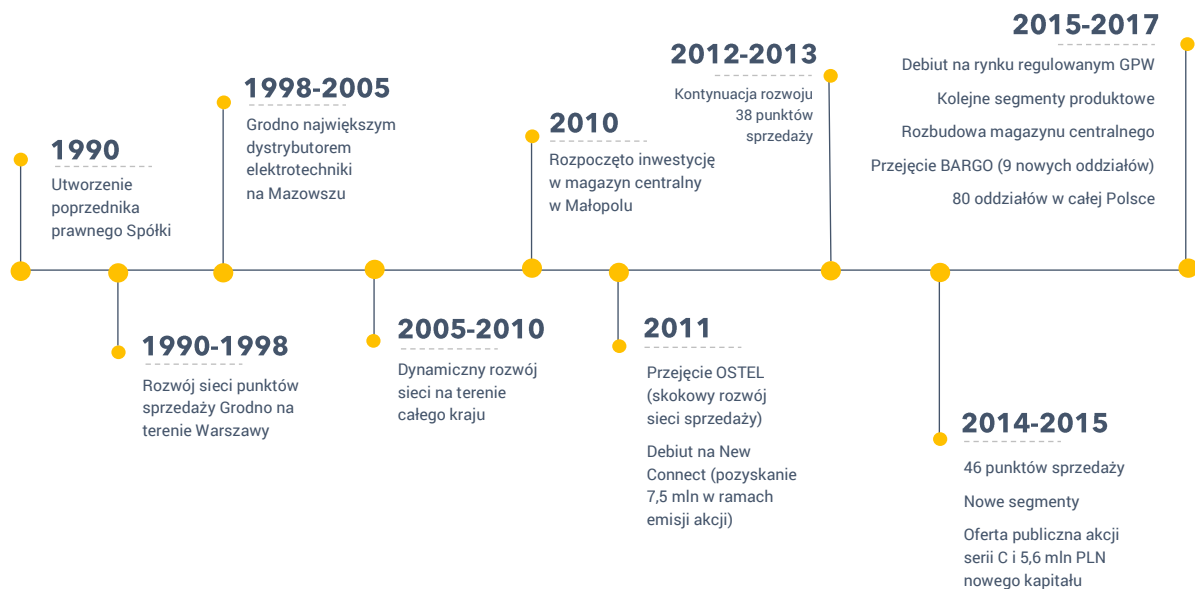 1990
Utworzenie
poprzednika
prawnego Spółki
1990-1998
Rozwój sieci punktów
sprzedaży Grodno na
terenie Warszawy
1998-2005
Grodno największym
dystrybutorem
elektrotechniki
na Mazowszu
2005-2010
Dynamiczny rozwój
sieci na terenie
całego kraju
2010
Rozpoczęto inwestycję
w magazyn centralny
w Małopolu
2011
Przejęcie OSTEL
(skokowy rozwój
sieci sprzedaży)
Debiut na New
Connect (pozyskanie
7,5 mln w ramach
emisji akcji)
2012-2013
Kontynuacja rozwoju
38 punktów
sprzedaży
2014-2015
46 punktów sprzedaży
Nowe segmenty
Oferta publiczna akcji
serii C i 5,6 mln PLN
nowego kapitału
2015-2017
Debiut na rynku regulowanym GPW
Kolejne segmenty produktowe
Rozbudowa magazynu centralnego
Przejęcie BARGO (9 nowych oddziałów)
80 oddziałów w całej Polsce